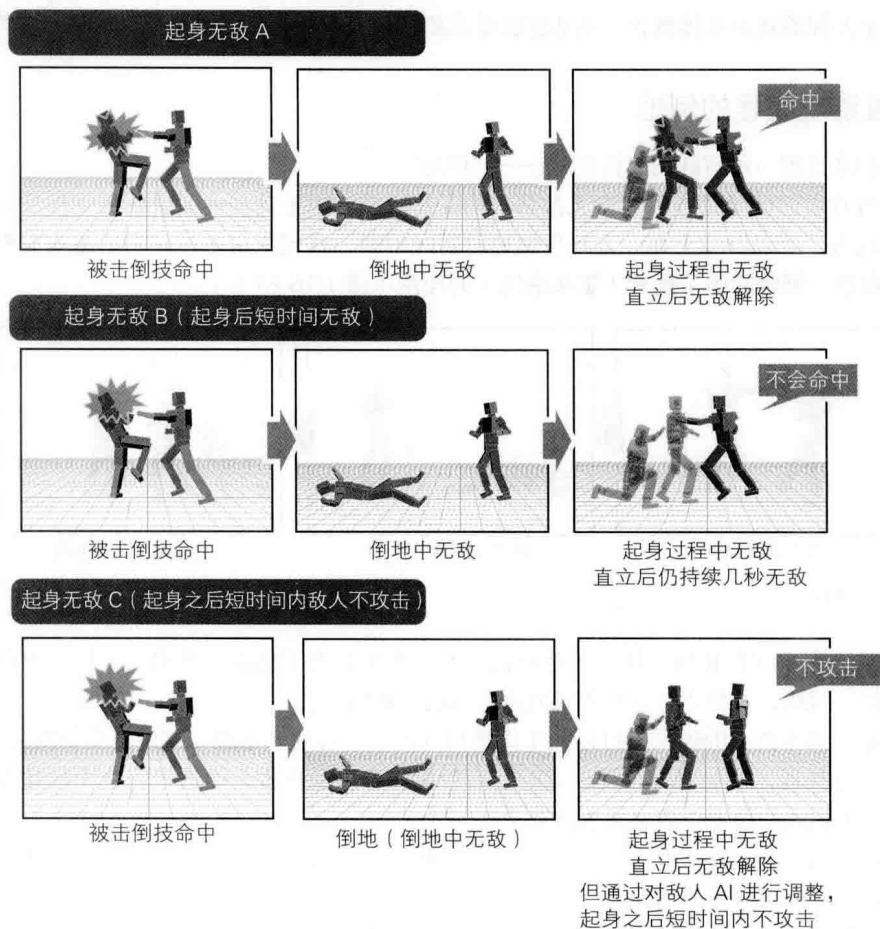 起身无敌 A
命中
被击倒技命中
倒地中无敌
起身过程中无敌
直立后无敌解除
起身无敌 B（起身后短时间无敌）
不会命中
被击倒技命中
倒地中无敌
起身过程中无敌
直立后仍持续几秒无敌
起身无敌 C（起身之后短时间内敌人不攻击）
不攻击
被击倒技命中
倒地（倒地中无敌）
起身过程中无敌
直立后无敌解除
但通过对敌人 AI 进行调整，
起身之后短时间内不攻击